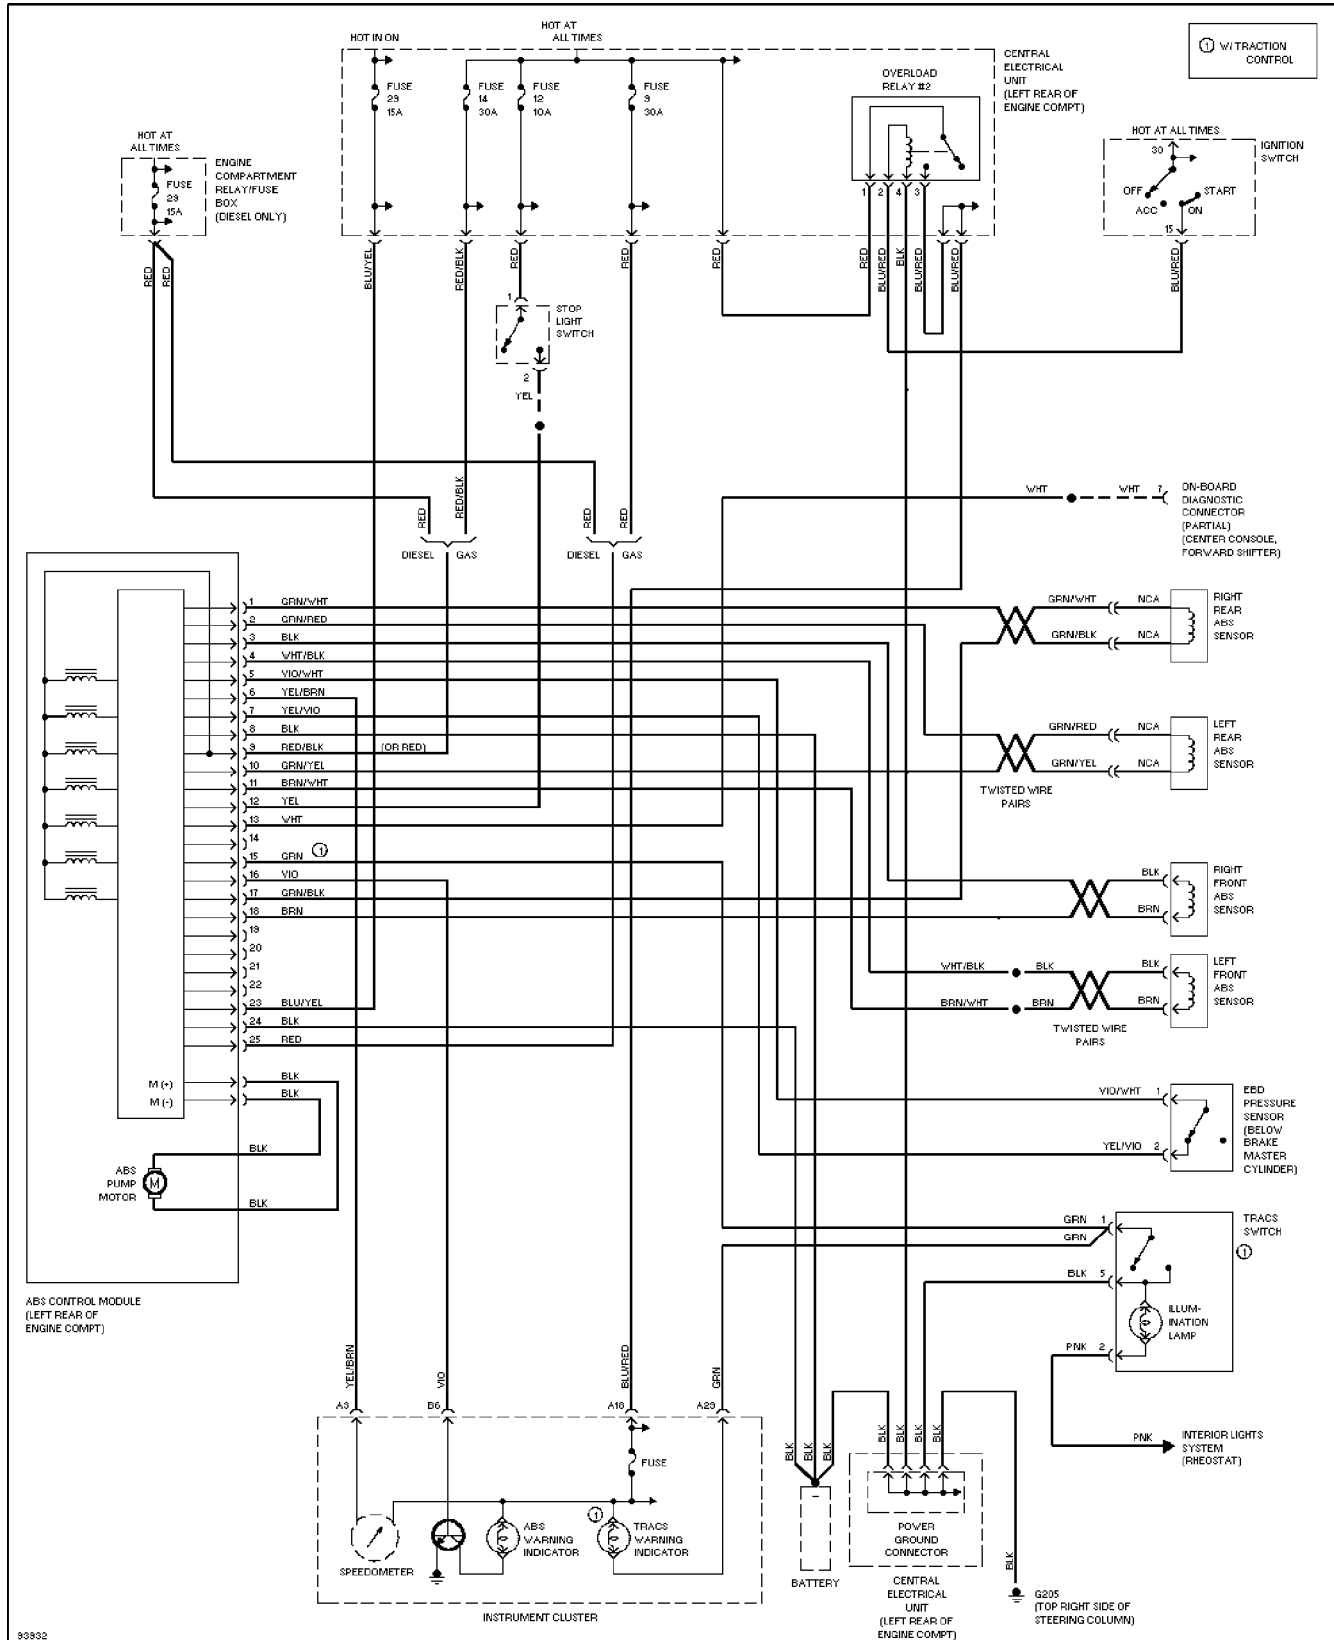 HOT AT
ALL TIMES
HOT IN ON
FUSE
29
15A
FUSE
14
30A
FUSE
12
10A
FUSE
9
30A
OVERLOAD
RELAY #2
1 2 4 3
CENTRAL
ELECTRICAL
UNIT
(LEFT REAR OF
ENGINE COMPT)
1 W/ TRACTION
CONTROL
HOT AT
ALL TIMES
FUSE
29
15A
ENGINE
COMPARTMENT
RELAY/FUSE
BOX
(DIESEL ONLY)
HOT AT ALL TIMES
30
OFF
START
ACC
ON
15
IGNITION
SWITCH
RED
RED
BLU/YEL
RED/BLK
RED
RED
RED
RED
BLU/RED
BLK
BLU/RED
BLU/RED
BLU/RED
1
STOP
LIGHT
SWITCH
2
YEL
RED
RED/BLK
RED
RED
DIESEL
GAS
DIESEL
GAS
WHT
WHT
7
ON-BOARD
DIAGNOSTIC
CONNECTOR
(PARTIAL)
(CENTER CONSOLE,
FORWARD SHIFTER)
1 GRN/WHT
2 GRN/RED
3 BLK
4 WHT/BLK
5 VIO/WHT
6 YEL/BRN
7 YEL/VIO
8 BLK
9 RED/BLK (OR RED)
10 GRN/YEL
11 BRN/WHT
12 YEL
13 WHT
14
15 GRN 1
16 VIO
17 GRN/BLK
18 BRN
19
20
21
22
23 BLU/YEL
24 BLK
25 RED
M (+) BLK
M (-) BLK
BLK
BLK
ABS
PUMP
MOTOR
M
ABS CONTROL MODULE
(LEFT REAR OF
ENGINE COMPT)
GRN/WHT NCA
GRN/BLK NCA
RIGHT
REAR
ABS
SENSOR
GRN/RED NCA
GRN/YEL NCA
LEFT
REAR
ABS
SENSOR
TWISTED WIRE
PAIRS
BLK
BRN
RIGHT
FRONT
ABS
SENSOR
WHT/BLK BLK BLK
BRN/WHT BRN BRN
LEFT
FRONT
ABS
SENSOR
TWISTED WIRE
PAIRS
VIO/WHT 1
YEL/VIO 2
EBD
PRESSURE
SENSOR
(BELOW
BRAKE
MASTER
CYLINDER)
GRN 1
GRN
BLK 5
PNK 2
TRACS
SWITCH
1
ILLUM-
INATION
LAMP
PNK
INTERIOR LIGHTS
SYSTEM
(RHEOSTAT)
YEL/BRN
VIO
BLU/RED
GRN
A3
B6
A18
A29
FUSE
SPEEDOMETER
ABS
WARNING
INDICATOR
1
TRACS
WARNING
INDICATOR
INSTRUMENT CLUSTER
BLK
BLK
BLK
-
BATTERY
BLK
BLK
BLK
BLK
POWER
GROUND
CONNECTOR
CENTRAL
ELECTRICAL
UNIT
(LEFT REAR OF
ENGINE COMPT)
BLK
G205
(TOP RIGHT SIDE OF
STEERING COLUMN)
93932